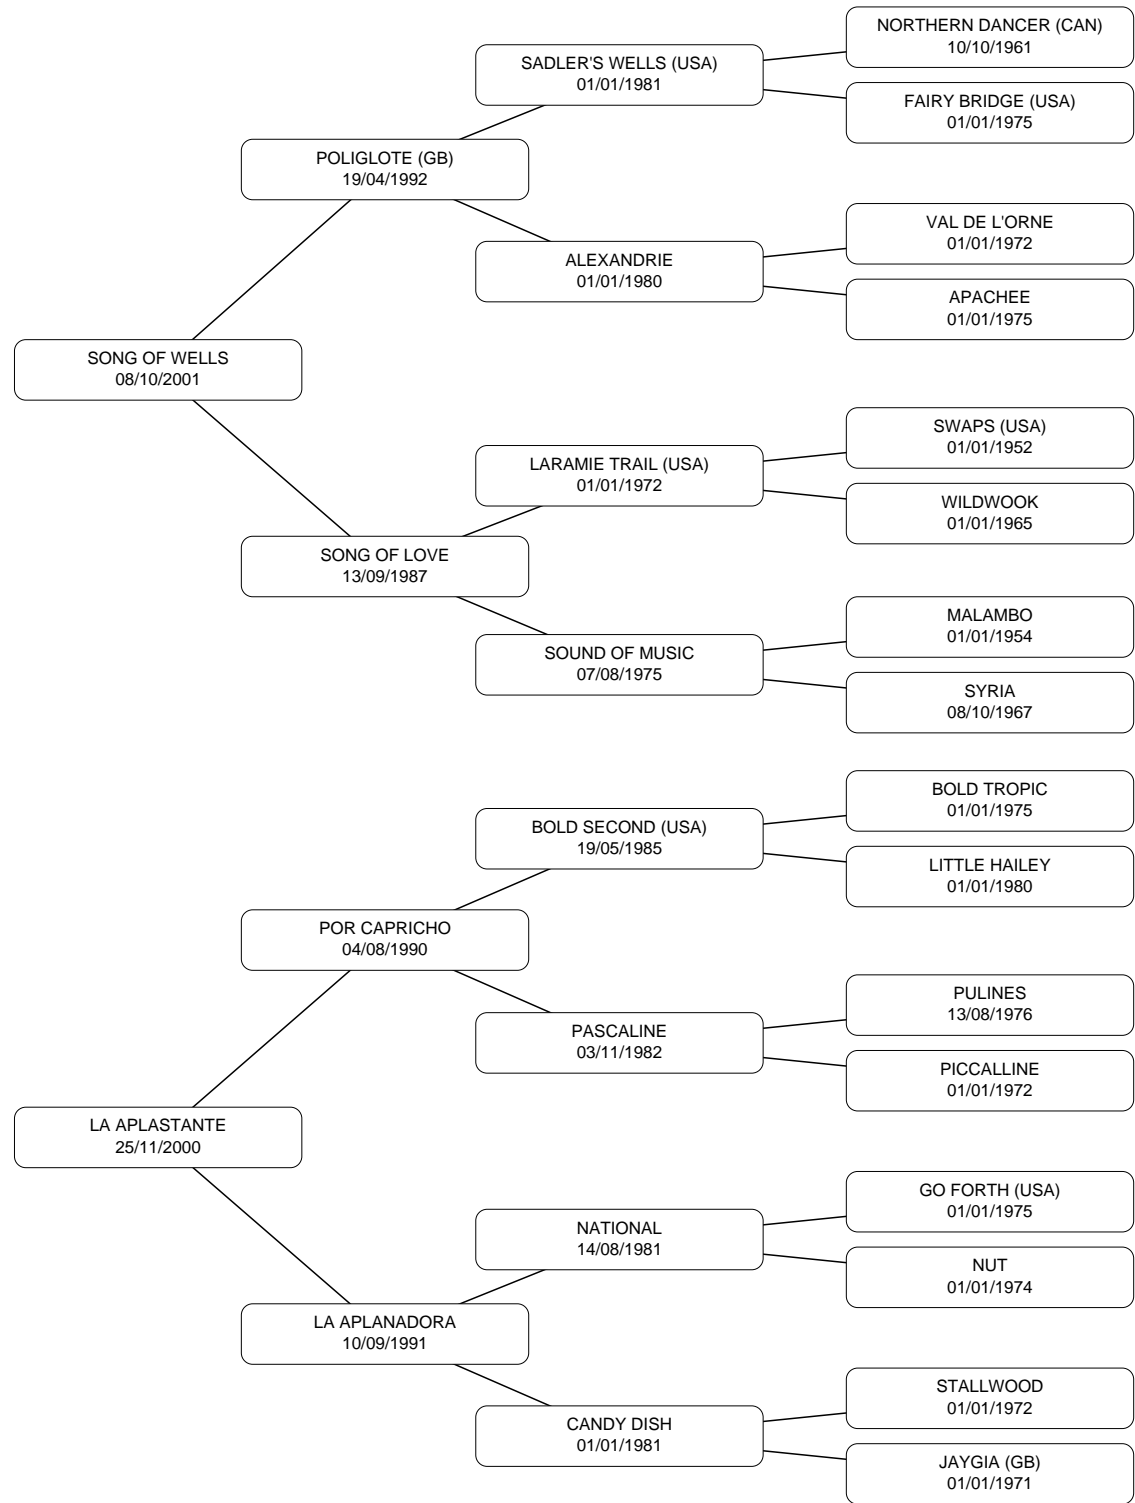 NORTHERN DANCER (CAN)
10/10/1961
SADLER'S WELLS (USA)
01/01/1981
FAIRY BRIDGE (USA)
01/01/1975
POLIGLOTE (GB)
19/04/1992
VAL DE L'ORNE
01/01/1972
ALEXANDRIE
01/01/1980
APACHEE
01/01/1975
SONG OF WELLS
08/10/2001
SWAPS (USA)
01/01/1952
LARAMIE TRAIL (USA)
01/01/1972
WILDWOOK
01/01/1965
SONG OF LOVE
13/09/1987
MALAMBO
01/01/1954
SOUND OF MUSIC
07/08/1975
SYRIA
08/10/1967
BOLD TROPIC
01/01/1975
BOLD SECOND (USA)
19/05/1985
LITTLE HAILEY
01/01/1980
POR CAPRICHO
04/08/1990
PULINES
13/08/1976
PASCALINE
03/11/1982
PICCALLINE
01/01/1972
LA APLASTANTE
25/11/2000
GO FORTH (USA)
01/01/1975
NATIONAL
14/08/1981
NUT
01/01/1974
LA APLANADORA
10/09/1991
STALLWOOD
01/01/1972
CANDY DISH
01/01/1981
JAYGIA (GB)
01/01/1971